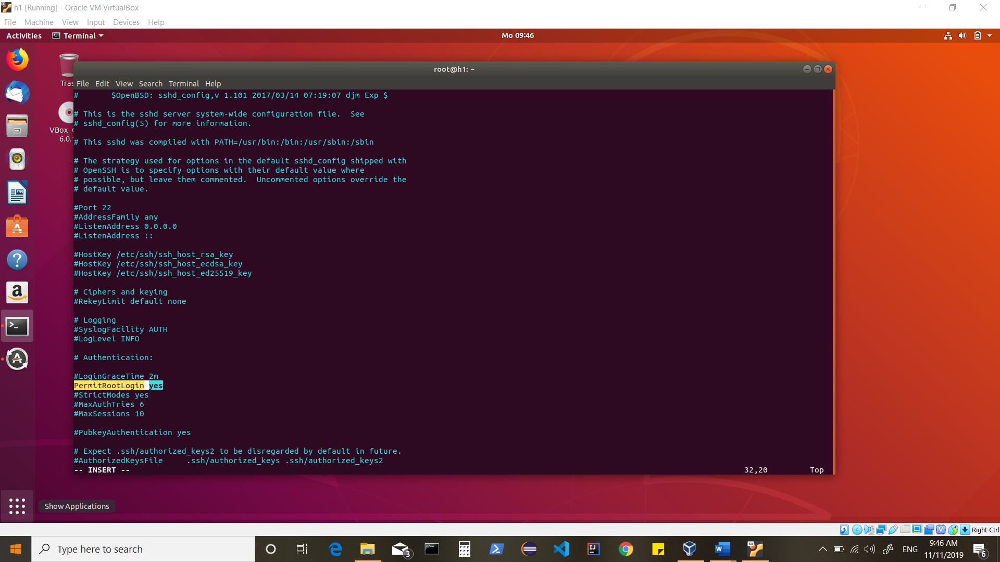 h1 [Running] - Oracle VM VirtualBox
File Machine View Input Devices Help
Activities Terminal Mo 09:46
Tras
VBox_
6.0.
root@h1: ~
File Edit View Search Terminal Help
#       $OpenBSD: sshd_config,v 1.101 2017/03/14 07:19:07 djm Exp $
# This is the sshd server system-wide configuration file.  See
# sshd_config(5) for more information.
# This sshd was compiled with PATH=/usr/bin:/bin:/usr/sbin:/sbin
# The strategy used for options in the default sshd_config shipped with
# OpenSSH is to specify options with their default value where
# possible, but leave them commented.  Uncommented options override the
# default value.
#Port 22
#AddressFamily any
#ListenAddress 0.0.0.0
#ListenAddress ::
#HostKey /etc/ssh/ssh_host_rsa_key
#HostKey /etc/ssh/ssh_host_ecdsa_key
#HostKey /etc/ssh/ssh_host_ed25519_key
# Ciphers and keying
#RekeyLimit default none
# Logging
#SyslogFacility AUTH
#LogLevel INFO
# Authentication:
#LoginGraceTime 2m
PermitRootLogin yes
#StrictModes yes
#MaxAuthTries 6
#MaxSessions 10
#PubkeyAuthentication yes
# Expect .ssh/authorized_keys2 to be disregarded by default in future.
#AuthorizedKeysFile     .ssh/authorized_keys .ssh/authorized_keys2
-- INSERT -- 32,20 Top
Show Applications
Right Ctrl
Type here to search
3
ENG
9:46 AM
11/11/2019
6